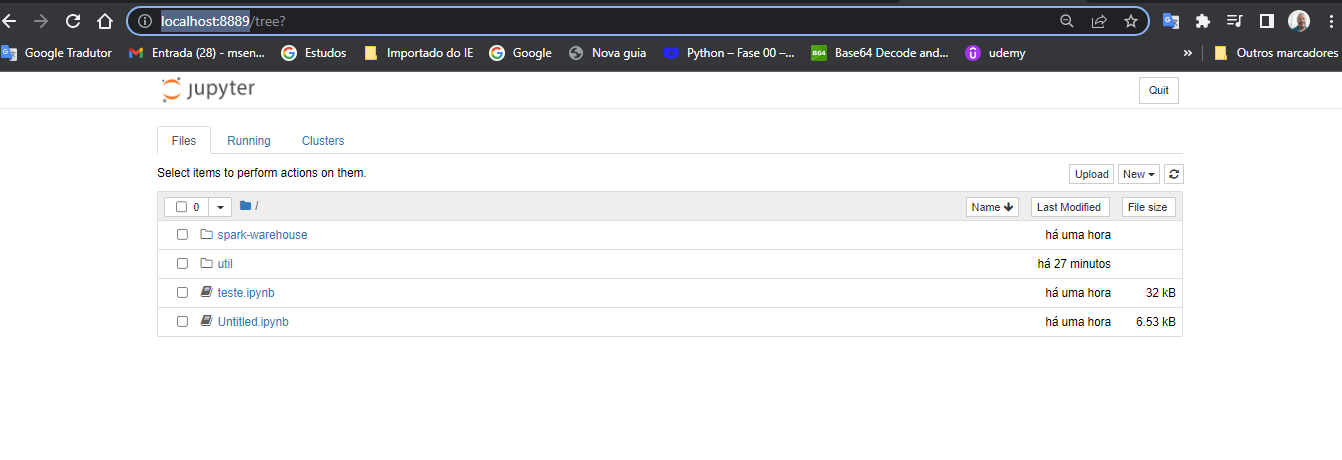 localhost:8889/tree?
Google Tradutor Entrada (28) - msen... Estudos Importado do IE Google Nova guia Python – Fase 00 –... B64 Base64 Decode and... udemy » Outros marcadores
jupyter Quit
Files Running Clusters
Select items to perform actions on them. Upload New
0 / Name Last Modified File size
spark-warehouse há uma hora
util há 27 minutos
teste.ipynb há uma hora 32 kB
Untitled.ipynb há uma hora 6.53 kB